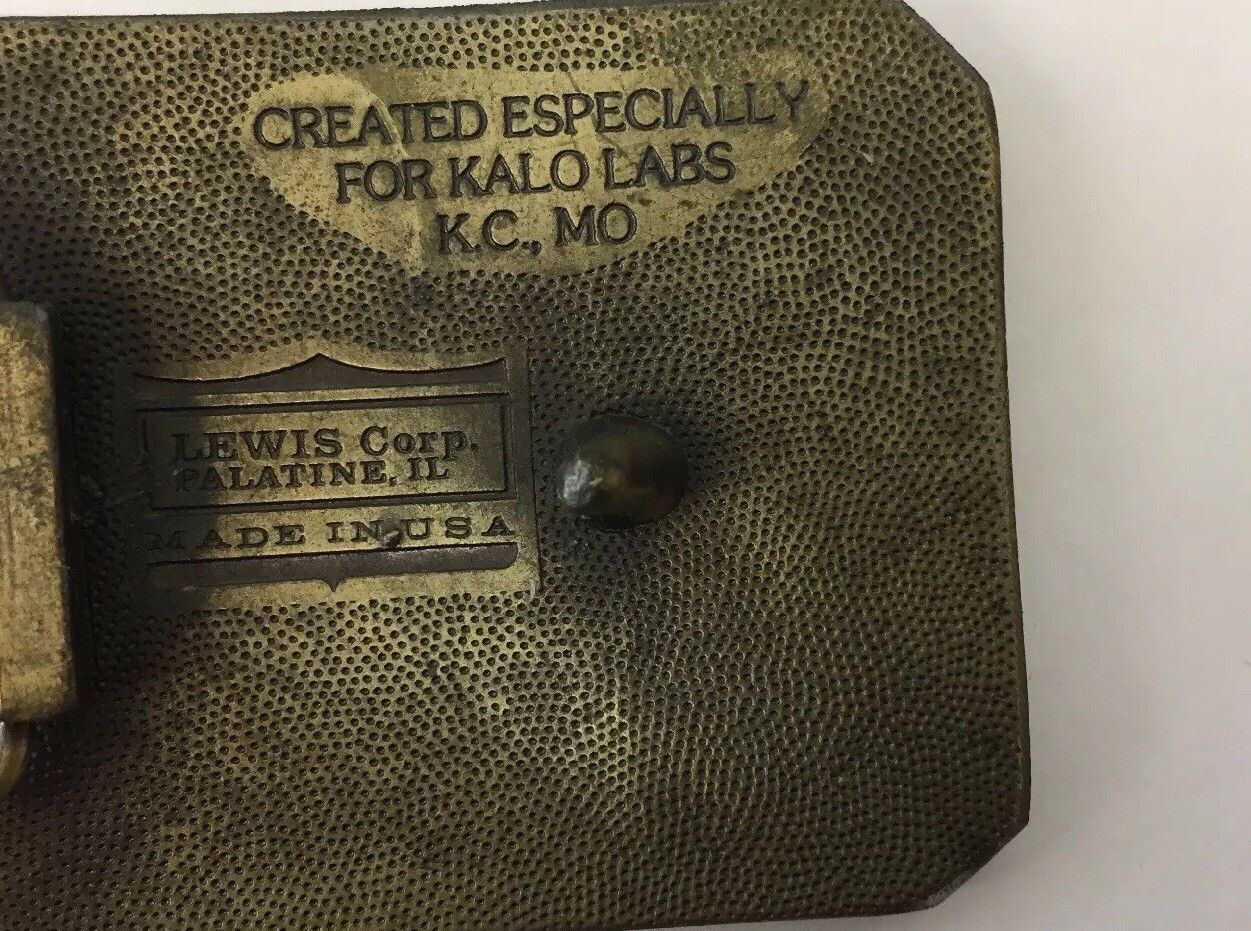 CREATED ESPECIALLY
FOR KALO LABS
K.C., MO
LEWIS Corp.
PALATINE, IL
MADE IN USA